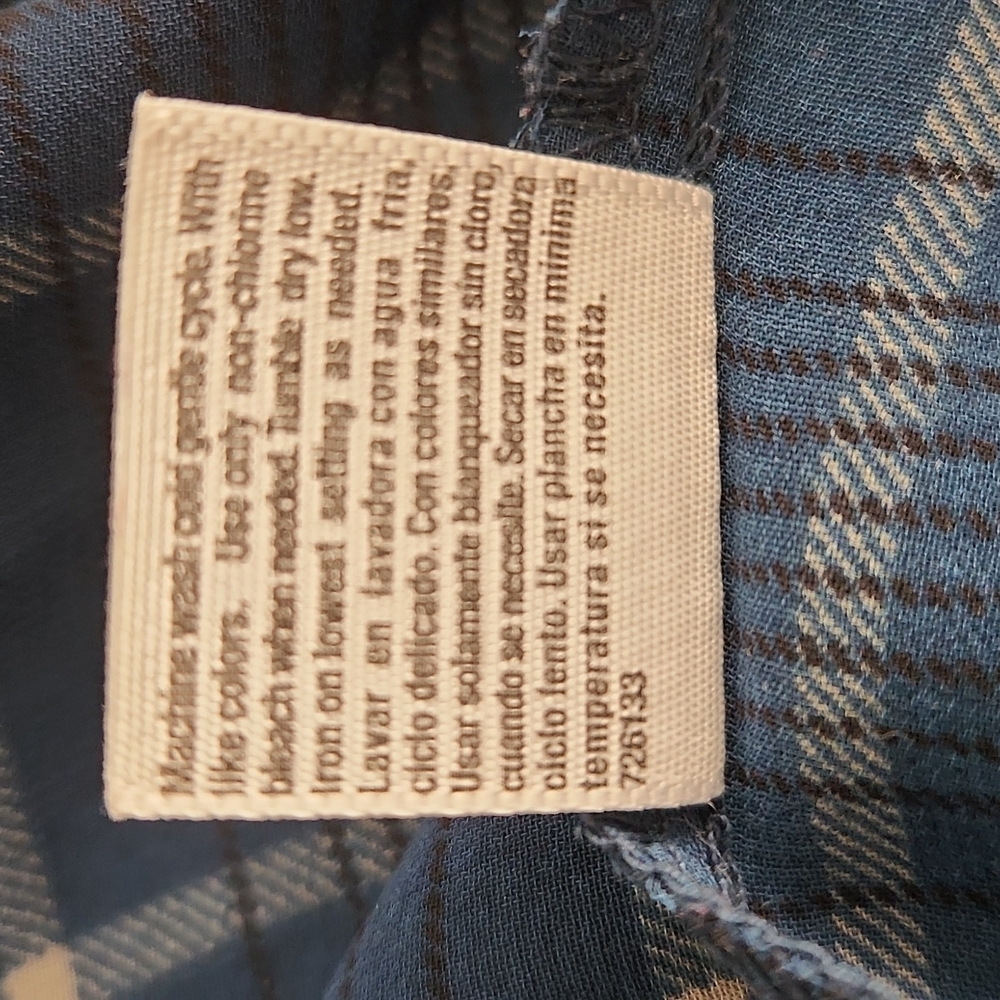 Machine wash cold gentle cycle. With
like colors. Use only non-chlorine
bleach when needed. Tumble dry low.
Iron on lowest setting as needed.
Lavar en lavadora con agua fria,
ciclo delicado. Con colores similares.
Usar solamente blanqueador sin cloro,
cuando se necesite. Secar en secadora
ciclo lento. Usar plancha en minima
temperatura si se necesita.
726133